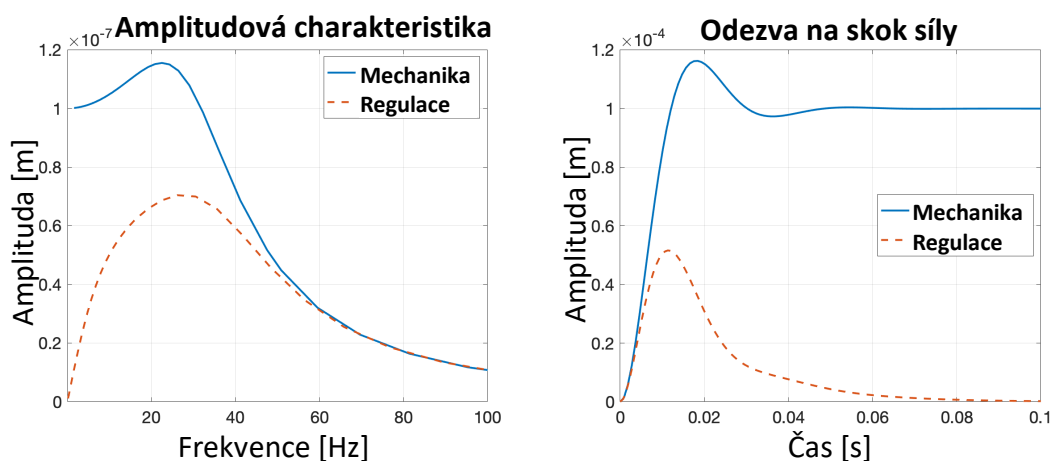 Amplitudová charakteristika
×10⁻⁷
1.2
1
0.8
0.6
0.4
0.2
0
20
40
60
80
100
Amplituda [m]
Frekvence [Hz]
Mechanika
Regulace
Odezva na skok síly
×10⁻⁴
1.2
1
0.8
0.6
0.4
0.2
0
0
0.02
0.04
0.06
0.08
0.1
Amplituda [m]
Čas [s]
Mechanika
Regulace